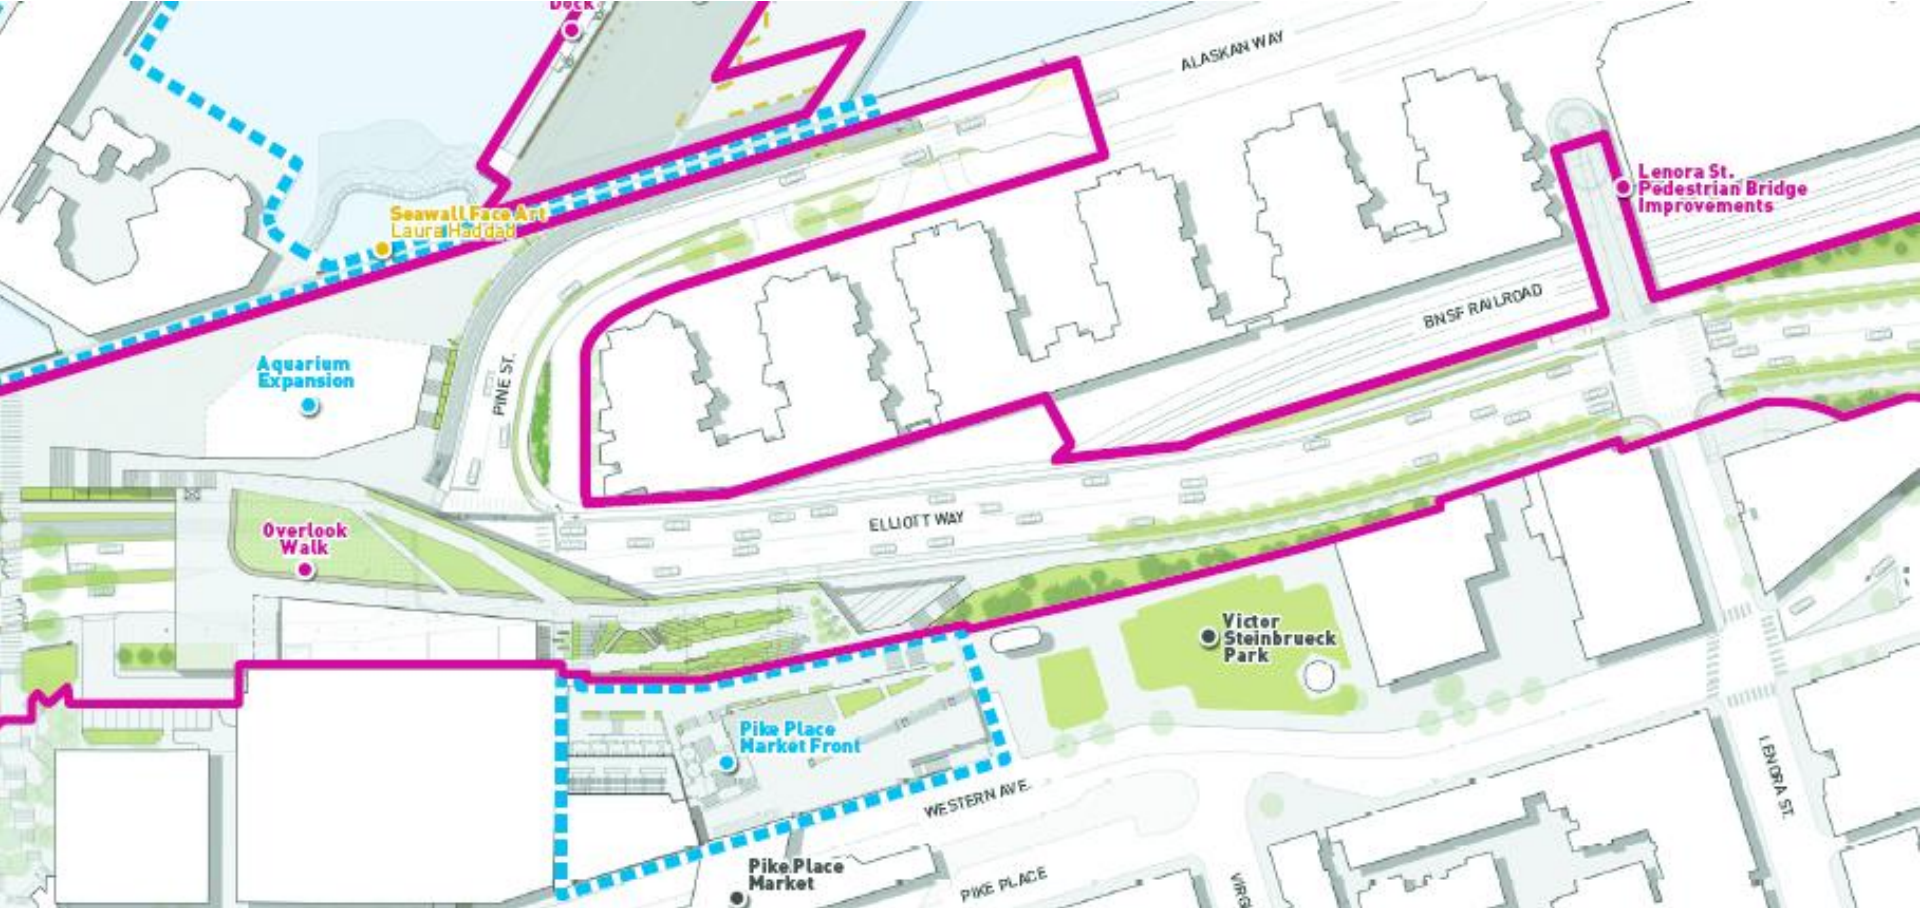 Dock
ALASKAN WAY
Lenora St.
Pedestrian Bridge
Improvements
Seawall Face Art
Laura Haddad
BNSF RAILROAD
Aquarium
Expansion
PINE ST.
ELLIOTT WAY
Overlook
Walk
Victor
Steinbrueck
Park
Pike Place
Market Front
WESTERN AVE.
LENORA ST.
Pike Place
Market
PIKE PLACE